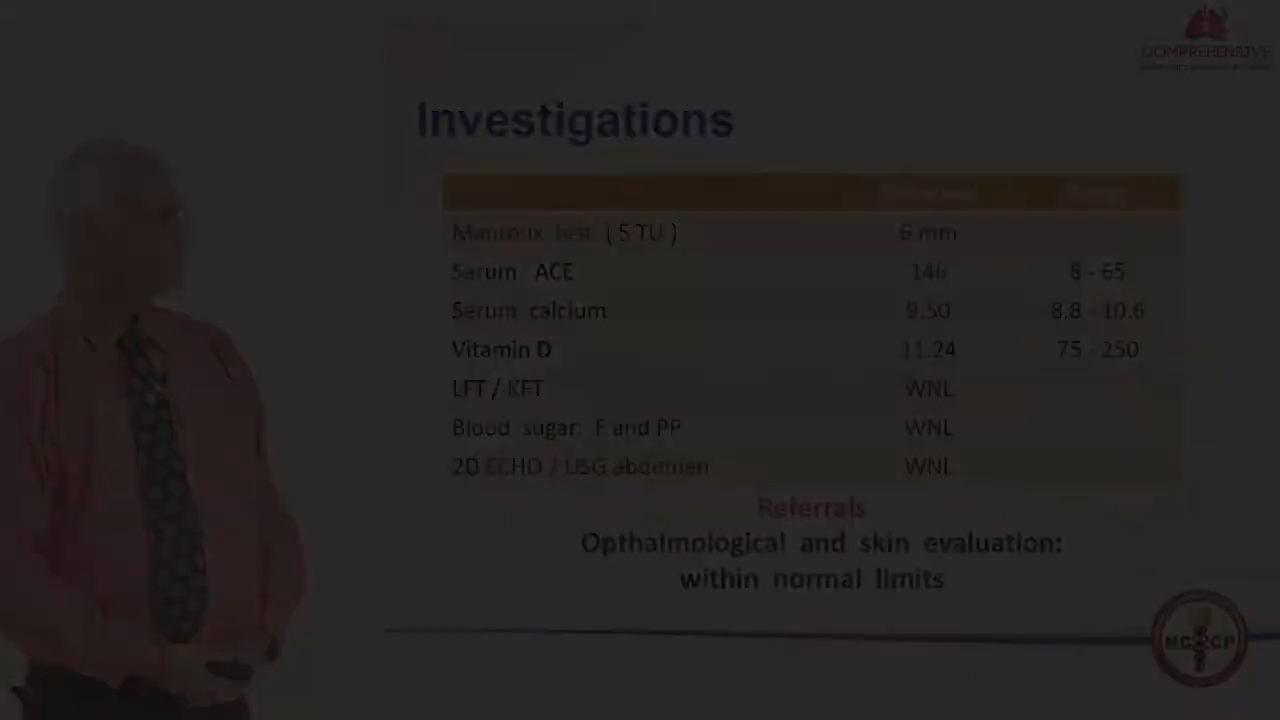 COMPREHENSIVE
Investigations
Mantoux test ( 5 TU ) 6 mm
Serum ACE 146 8 - 65
Serum calcium 9.50 8.8 - 10.6
Vitamin D 11.24 75 - 250
LFT / KFT WNL
Blood sugar: F and PP WNL
2D ECHO / USG abdomen WNL
Referrals
Opthalmological and skin evaluation:
within normal limits
NCCP